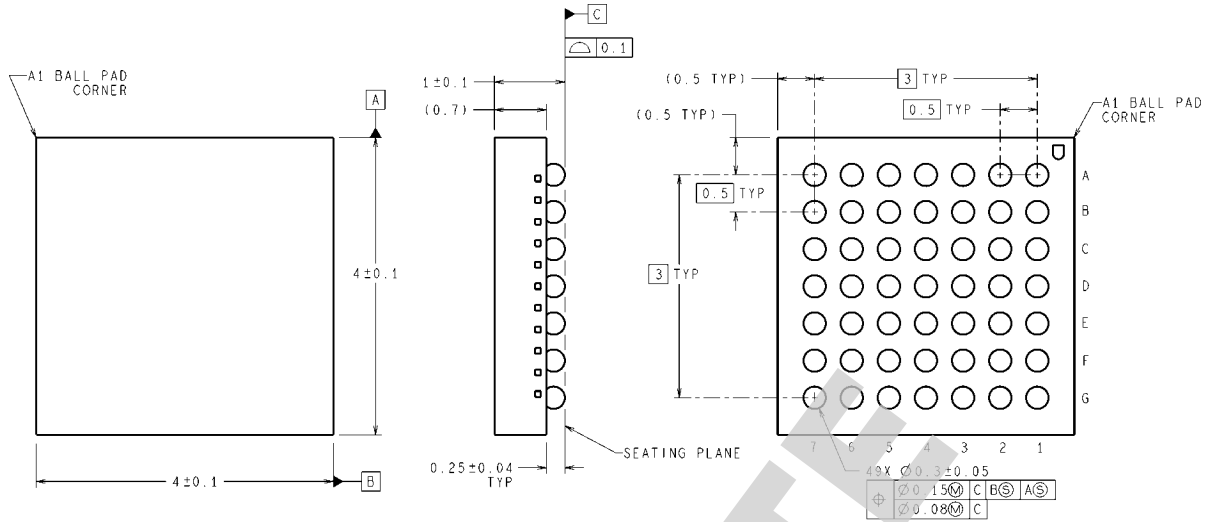 A1 BALL PAD
CORNER
A
4±0.1
4±0.1
B
C
0.1
1±0.1
(0.7)
0.25±0.04
TYP
SEATING PLANE
(0.5 TYP)
3 TYP
0.5 TYP
(0.5 TYP)
A1 BALL PAD
CORNER
0.5 TYP
3 TYP
A
B
C
D
E
F
G
7 6 5 4 3 2 1
49X Ø0.3±0.05
Ø0.15Ⓜ C BⓈ AⓈ
Ø0.08Ⓜ C
TE